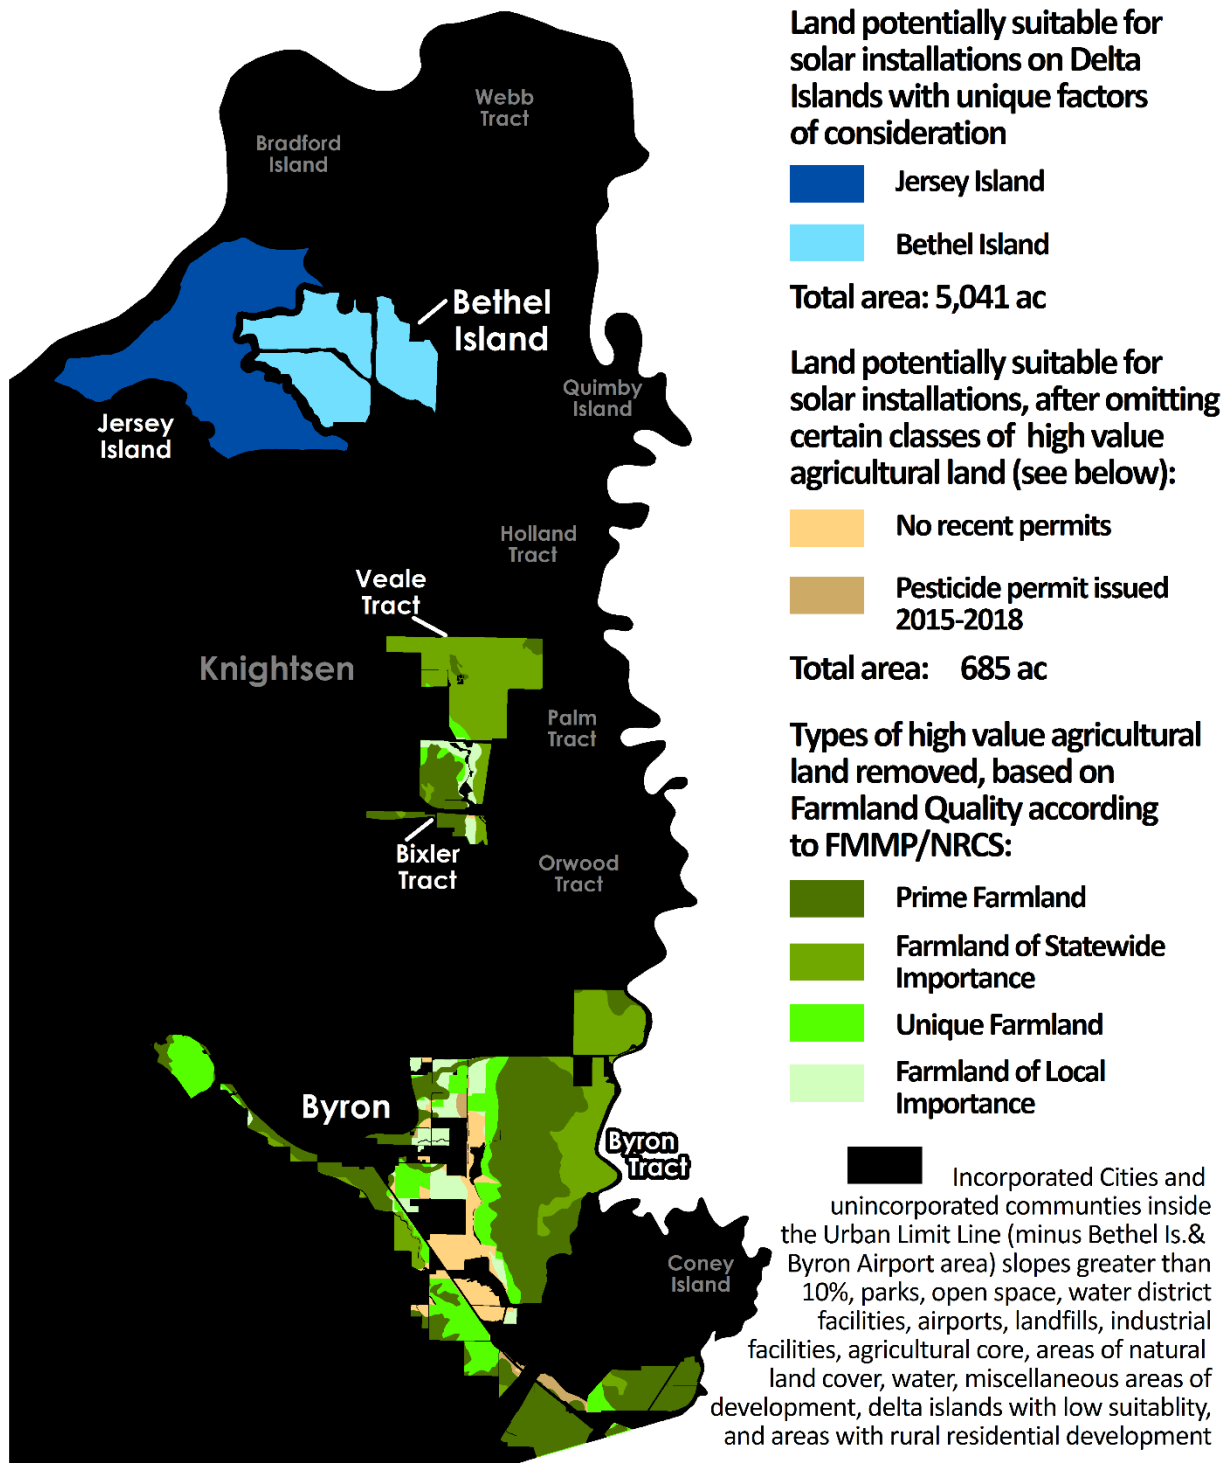 Webb
Tract
Bradford
Island
Bethel
Island
Quimby
Island
Jersey
Island
Holland
Tract
Veale
Tract
Knightsen
Palm
Tract
Bixler
Tract
Orwood
Tract
Byron
Byron
Tract
Coney
Island
Land potentially suitable for
solar installations on Delta
Islands with unique factors
of consideration
Jersey Island
Bethel Island
Total area: 5,041 ac
Land potentially suitable for
solar installations, after omitting
certain classes of high value
agricultural land (see below):
No recent permits
Pesticide permit issued
2015-2018
Total area: 685 ac
Types of high value agricultural
land removed, based on
Farmland Quality according
to FMMP/NRCS:
Prime Farmland
Farmland of Statewide
Importance
Unique Farmland
Farmland of Local
Importance
Incorporated Cities and
unincorporated communties inside
the Urban Limit Line (minus Bethel Is.&
Byron Airport area) slopes greater than
10%, parks, open space, water district
facilities, airports, landfills, industrial
facilities, agricultural core, areas of natural
land cover, water, miscellaneous areas of
development, delta islands with low suitablity,
and areas with rural residential development